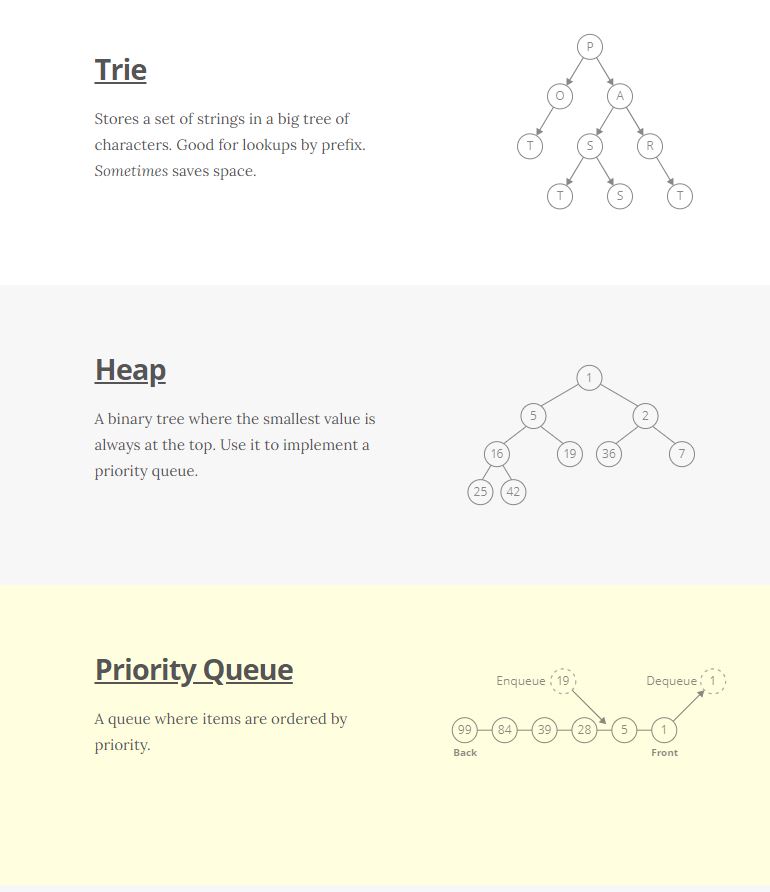 Trie
Stores a set of strings in a big tree of
characters. Good for lookups by prefix.
Sometimes saves space.
P
O A
T S R
T S T
Heap
A binary tree where the smallest value is
always at the top. Use it to implement a
priority queue.
1
5 2
16 19 36 7
25 42
Priority Queue
A queue where items are ordered by
priority.
Enqueue 19 Dequeue 1
99 84 39 28 5 1
Back Front